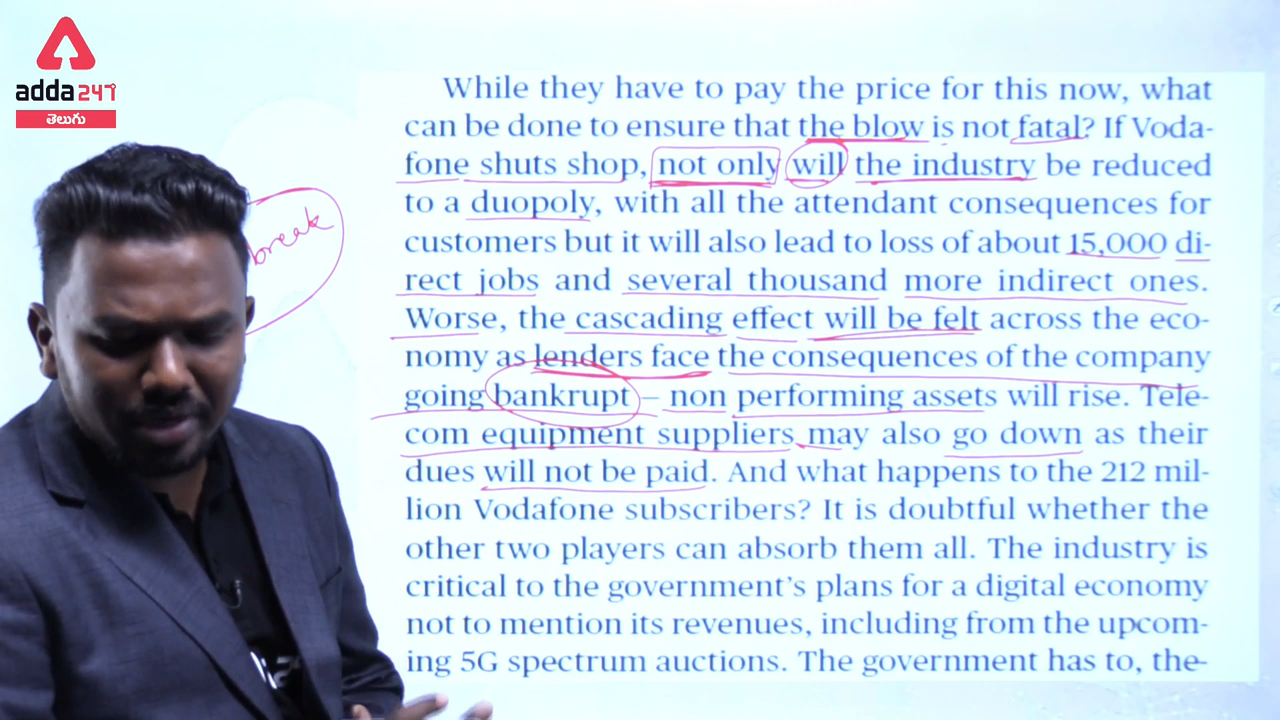 adda247
తెలుగు
break
While they have to pay the price for this now, what
can be done to ensure that the blow is not fatal? If Voda-
fone shuts shop, not only will the industry be reduced
to a duopoly, with all the attendant consequences for
customers but it will also lead to loss of about 15,000 di-
rect jobs and several thousand more indirect ones.
Worse, the cascading effect will be felt across the eco-
nomy as lenders face the consequences of the company
going bankrupt – non performing assets will rise. Tele-
com equipment suppliers may also go down as their
dues will not be paid. And what happens to the 212 mil-
lion Vodafone subscribers? It is doubtful whether the
other two players can absorb them all. The industry is
critical to the government's plans for a digital economy
not to mention its revenues, including from the upcom-
ing 5G spectrum auctions. The government has to, the-